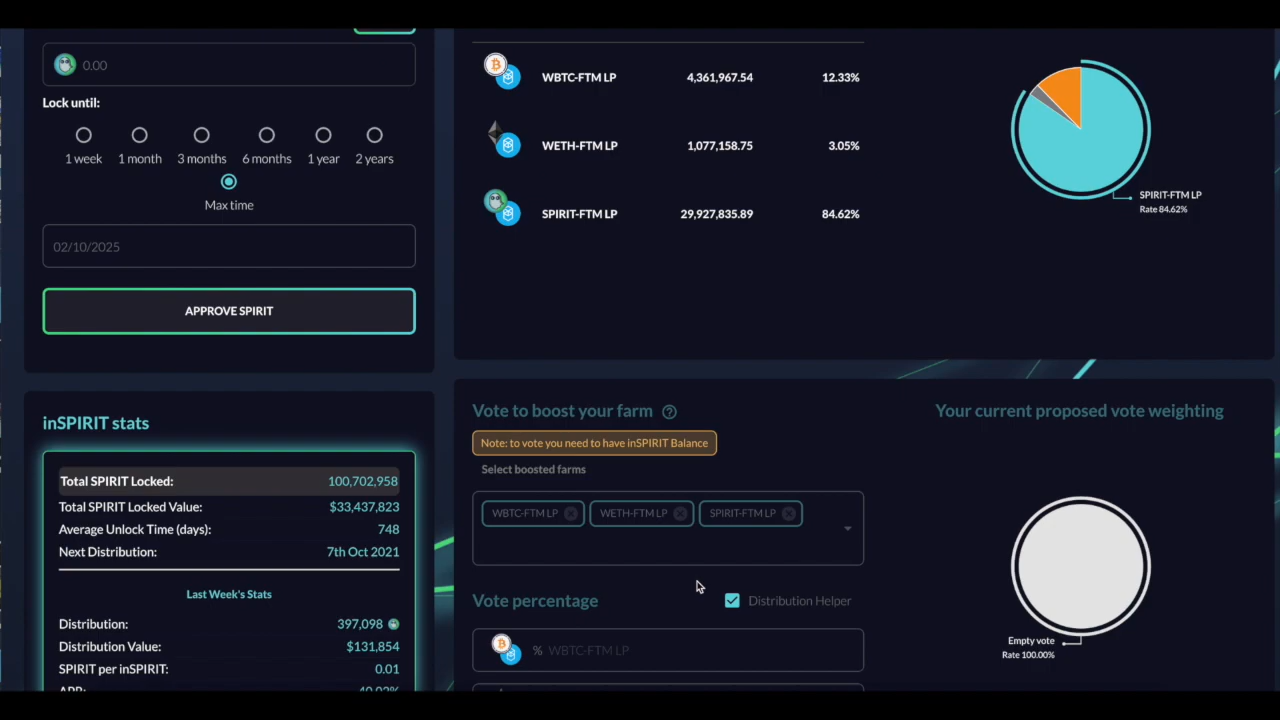 0.00
Lock until:
1 week 1 month 3 months 6 months 1 year 2 years
Max time
02/10/2025
APPROVE SPIRIT
inSPIRIT stats
Total SPIRIT Locked: 100,702,958
Total SPIRIT Locked Value: $33,437,823
Average Unlock Time (days): 748
Next Distribution: 7th Oct 2021
Last Week's Stats
Distribution: 397,098
Distribution Value: $131,854
SPIRIT per inSPIRIT: 0.01
WBTC-FTM LP 4,361,967.54 12.33%
WETH-FTM LP 1,077,158.75 3.05%
SPIRIT-FTM LP 29,927,835.89 84.62%
SPIRIT-FTM LP
Rate 84.62%
Vote to boost your farm ?
Note: to vote you need to have inSPIRIT Balance
Select boosted farms
WBTC-FTM LP WETH-FTM LP SPIRIT-FTM LP
Vote percentage Distribution Helper
% WBTC-FTM LP
Your current proposed vote weighting
Empty vote
Rate 100.00%